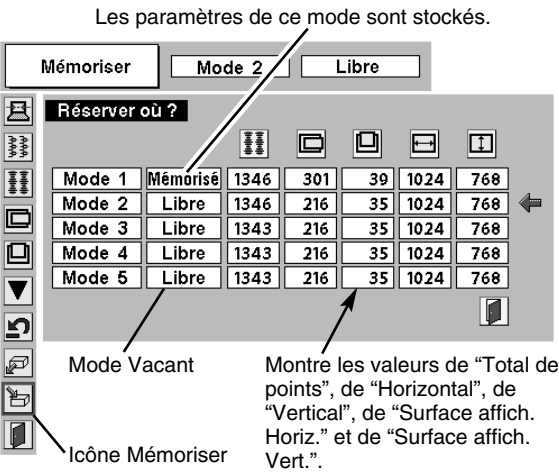 Les paramètres de ce mode sont stockés.
Mémoriser Mode 2 Libre
Réserver où ?
Mode 1 Mémorisé 1346 301 39 1024 768
Mode 2 Libre 1346 216 35 1024 768
Mode 3 Libre 1343 216 35 1024 768
Mode 4 Libre 1343 216 35 1024 768
Mode 5 Libre 1343 216 35 1024 768
Mode Vacant
Montre les valeurs de “Total de
points”, de “Horizontal”, de
“Vertical”, de “Surface affich.
Horiz.” et de “Surface affich.
Vert.”.
Icône Mémoriser